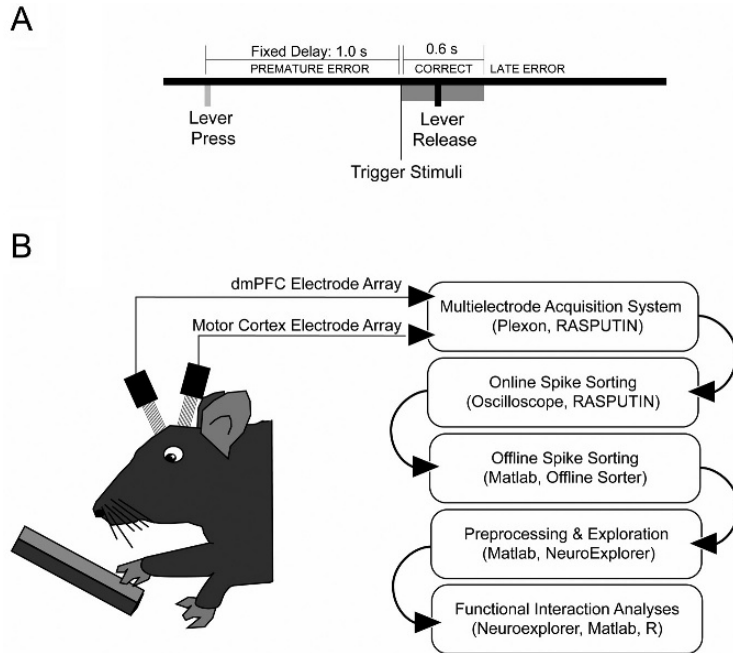 A
Fixed Delay: 1.0 s
0.6 s
PREMATURE ERROR
CORRECT
LATE ERROR
Lever
Press
Lever
Release
Trigger Stimuli
B
dmPFC Electrode Array
Motor Cortex Electrode Array
Multielectrode Acquisition System
(Plexon, RASPUTIN)
Online Spike Sorting
(Oscilloscope, RASPUTIN)
Offline Spike Sorting
(Matlab, Offline Sorter)
Preprocessing & Exploration
(Matlab, NeuroExplorer)
Functional Interaction Analyses
(Neuroexplorer, Matlab, R)